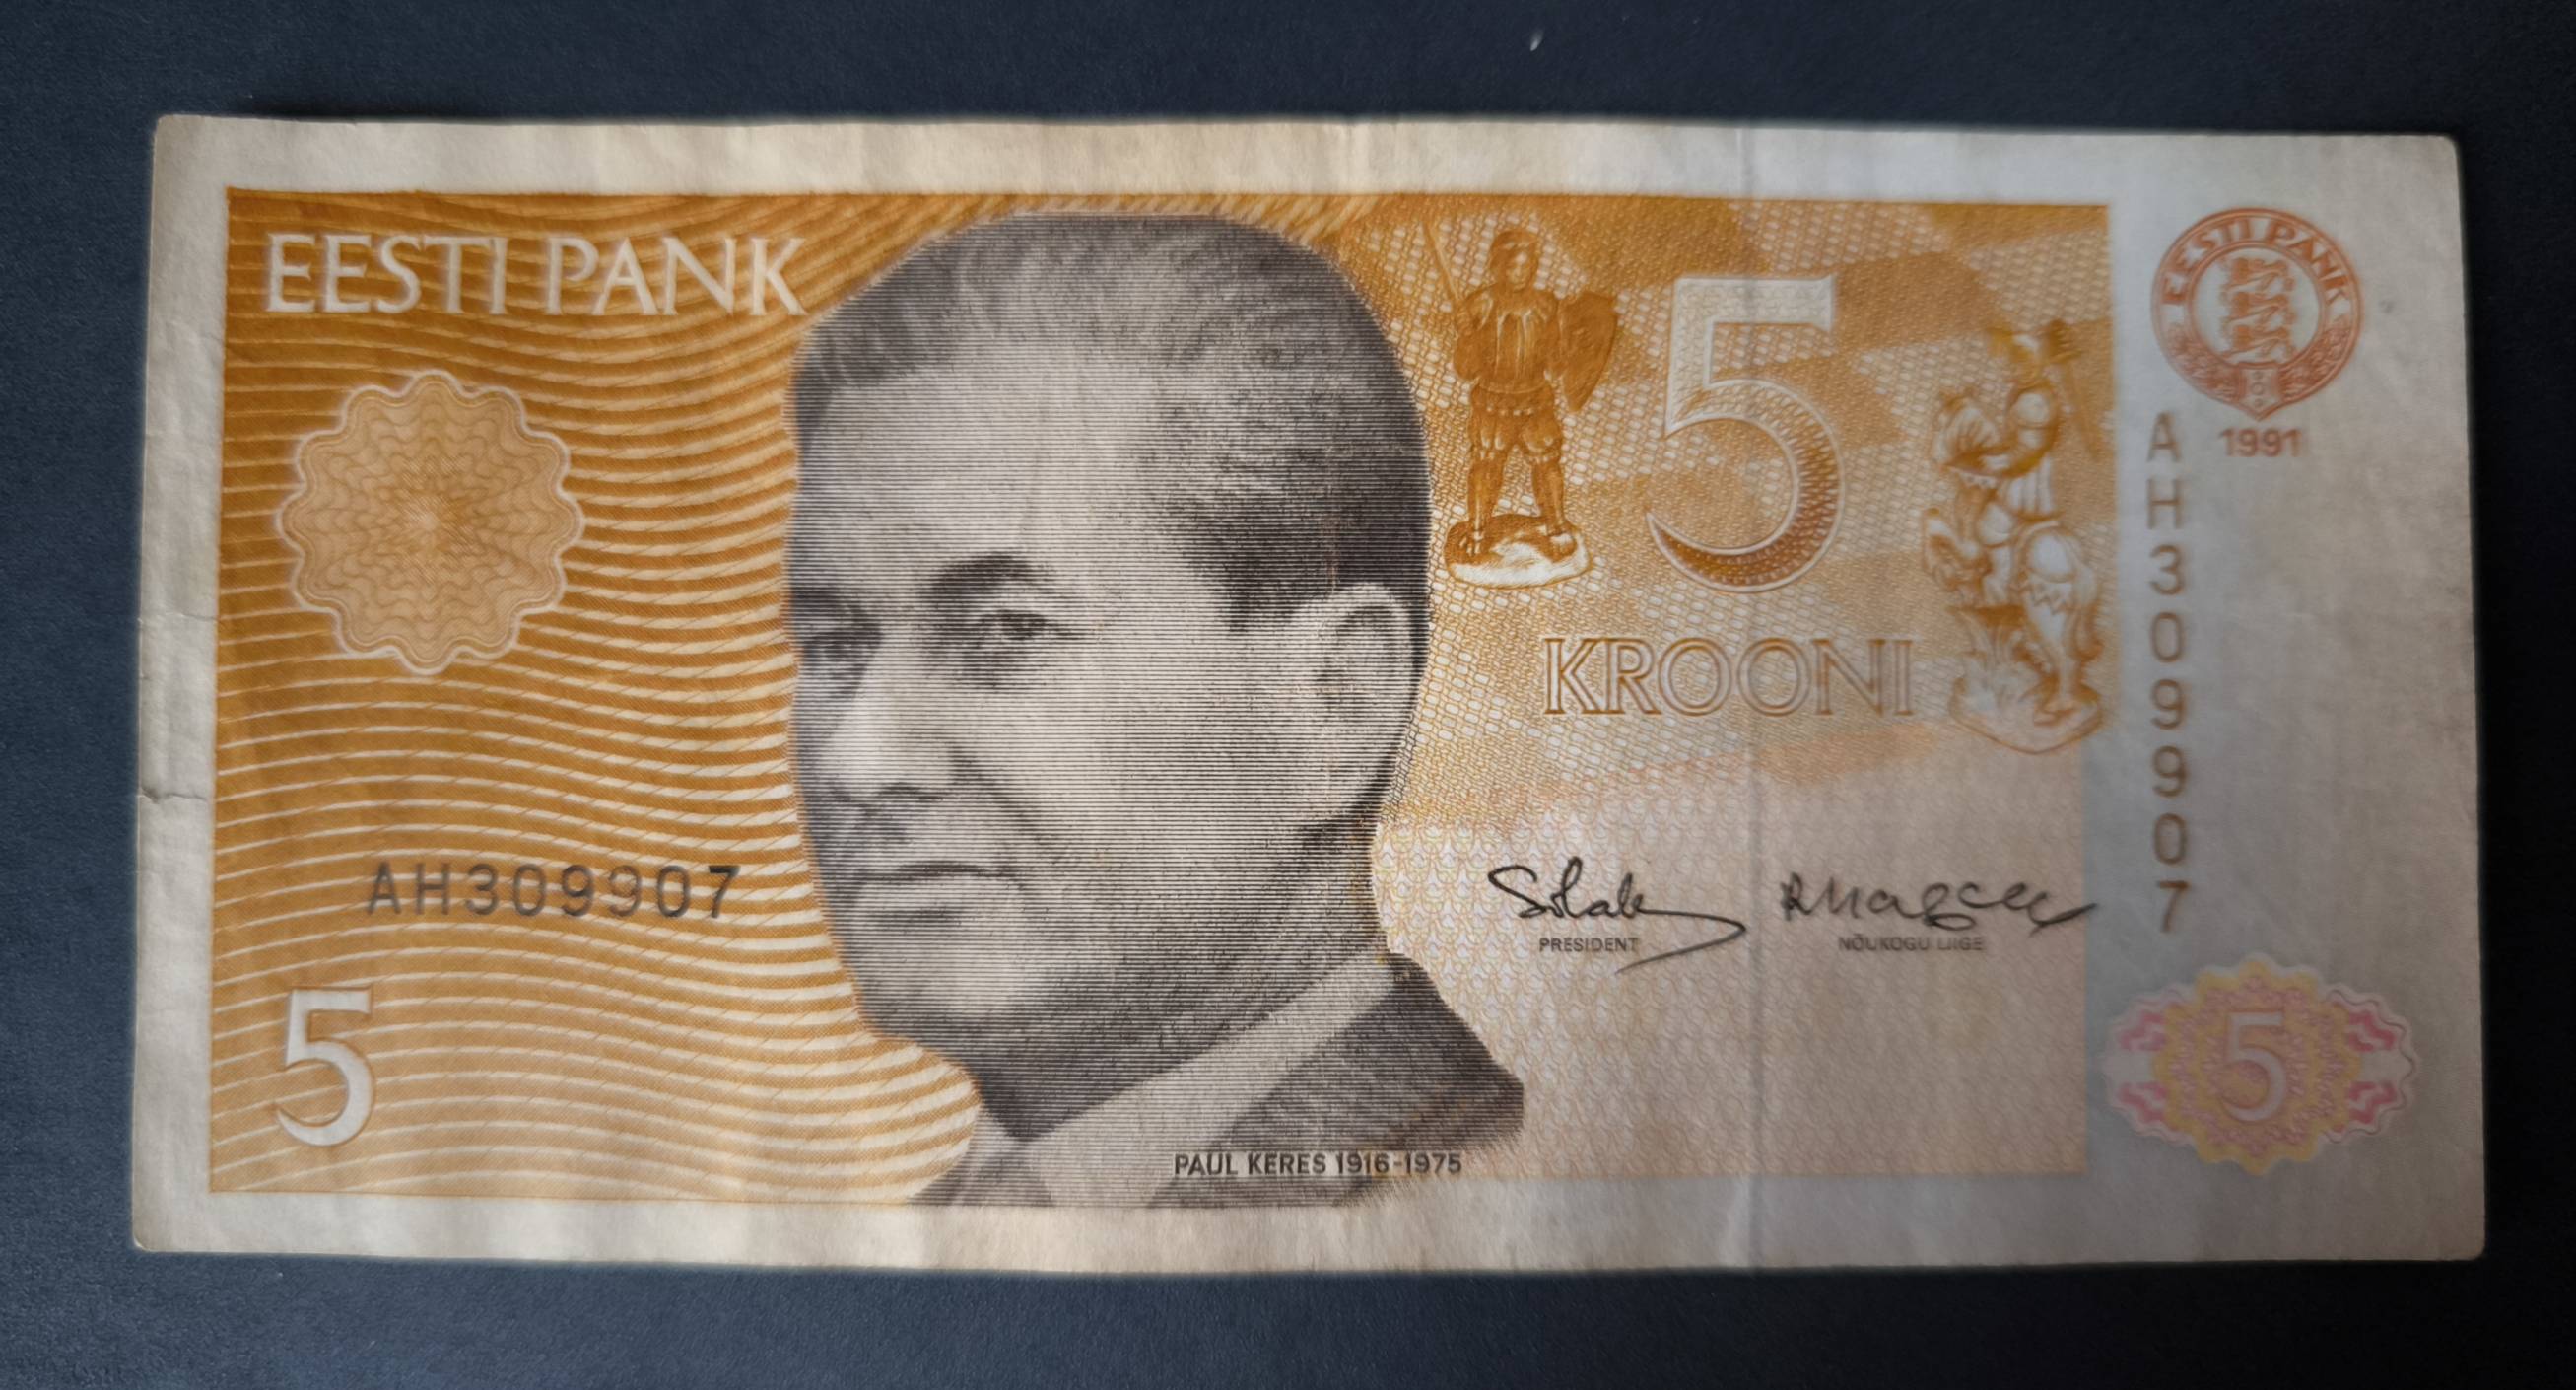 EESTI PANK
5
KROONI
EESTI PANK
1991
AH309907
AH309907
PRESIDENT
NÕUKOGU LIIGE
5
5
PAUL KERES 1916-1975